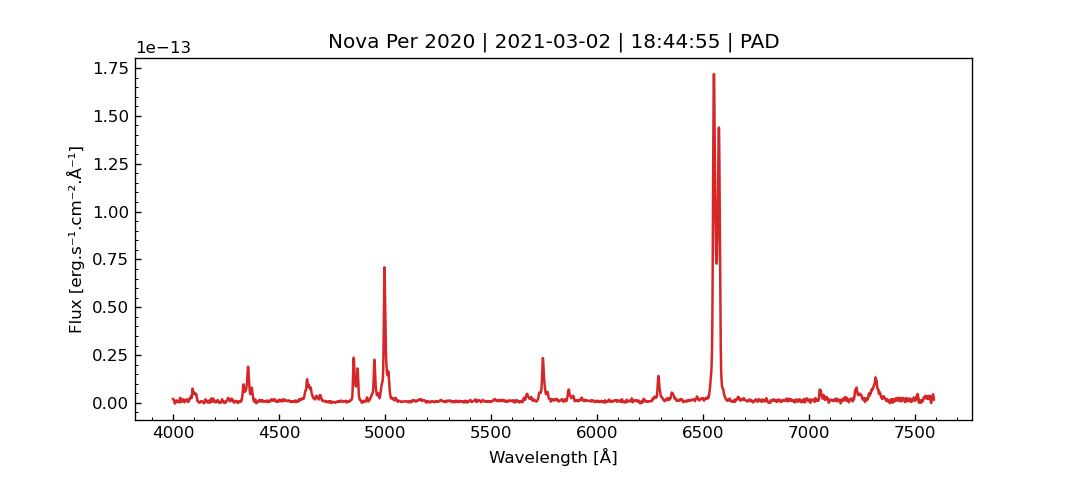 Nova Per 2020 | 2021-03-02 | 18:44:55 | PAD
1e−13
1.75
1.50
1.25
1.00
0.75
0.50
0.25
0.00
Flux [erg.s⁻¹.cm⁻².Å⁻¹]
4000 4500 5000 5500 6000 6500 7000 7500
Wavelength [Å]